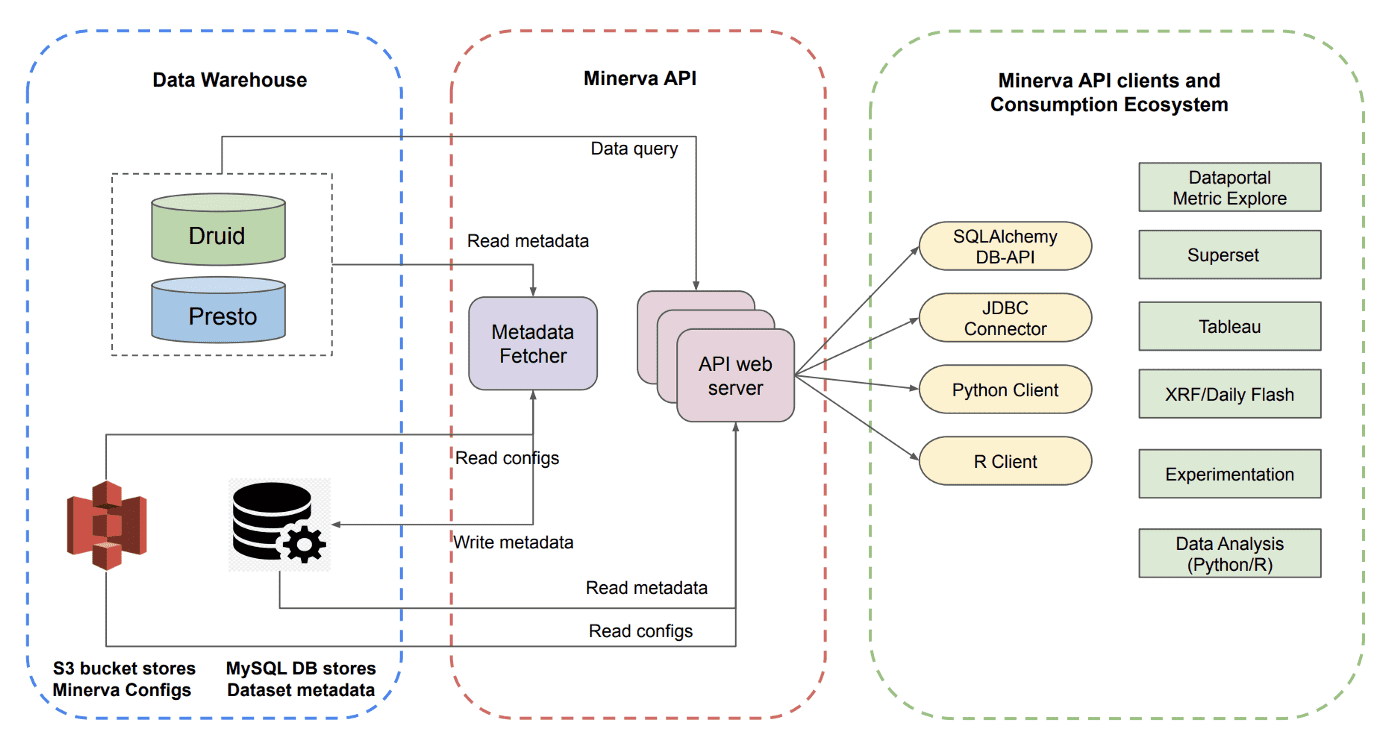 Data Warehouse
Minerva API
Minerva API clients and
Consumption Ecosystem
Data query
Druid
Presto
Read metadata
Metadata
Fetcher
API web
server
Read configs
Write metadata
Read metadata
Read configs
S3 bucket stores
Minerva Configs
MySQL DB stores
Dataset metadata
SQLAlchemy
DB-API
JDBC
Connector
Python Client
R Client
Dataportal
Metric Explore
Superset
Tableau
XRF/Daily Flash
Experimentation
Data Analysis
(Python/R)